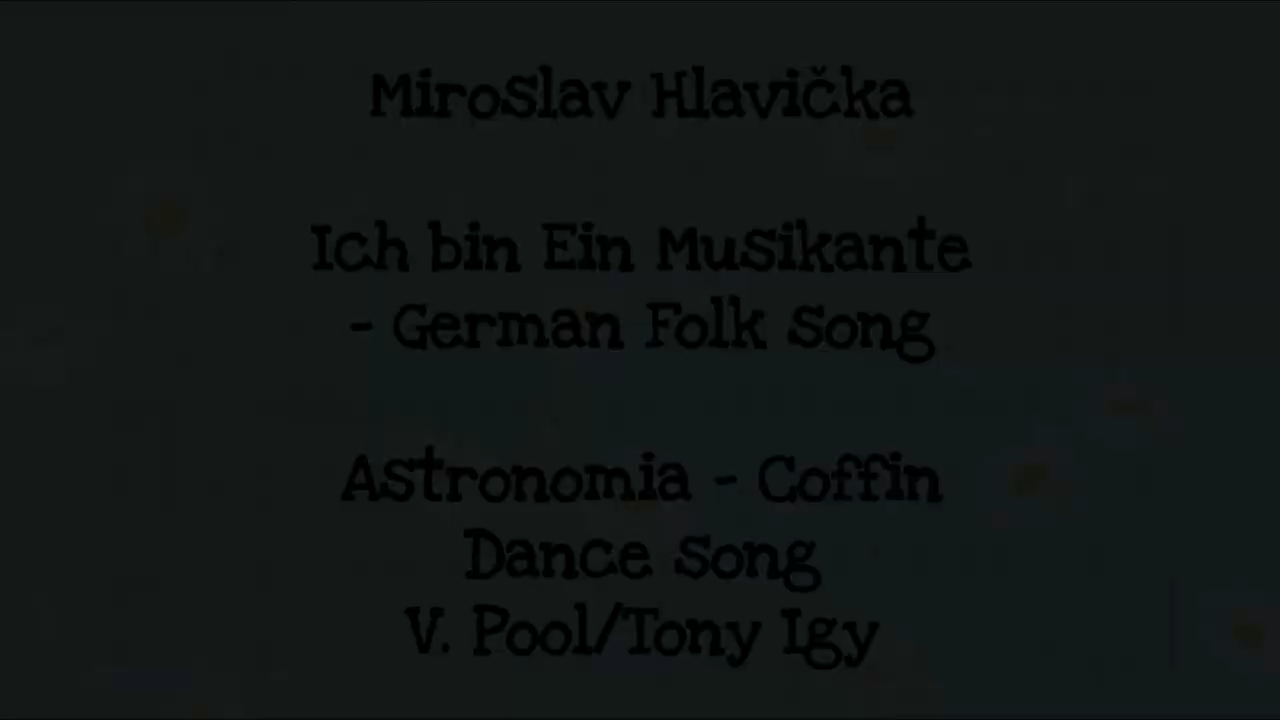 Miroslav Hlavička
Ich bin Ein Musikante
- German Folk Song
Astronomia - Coffin
Dance Song
V. Pool/Tony Igy